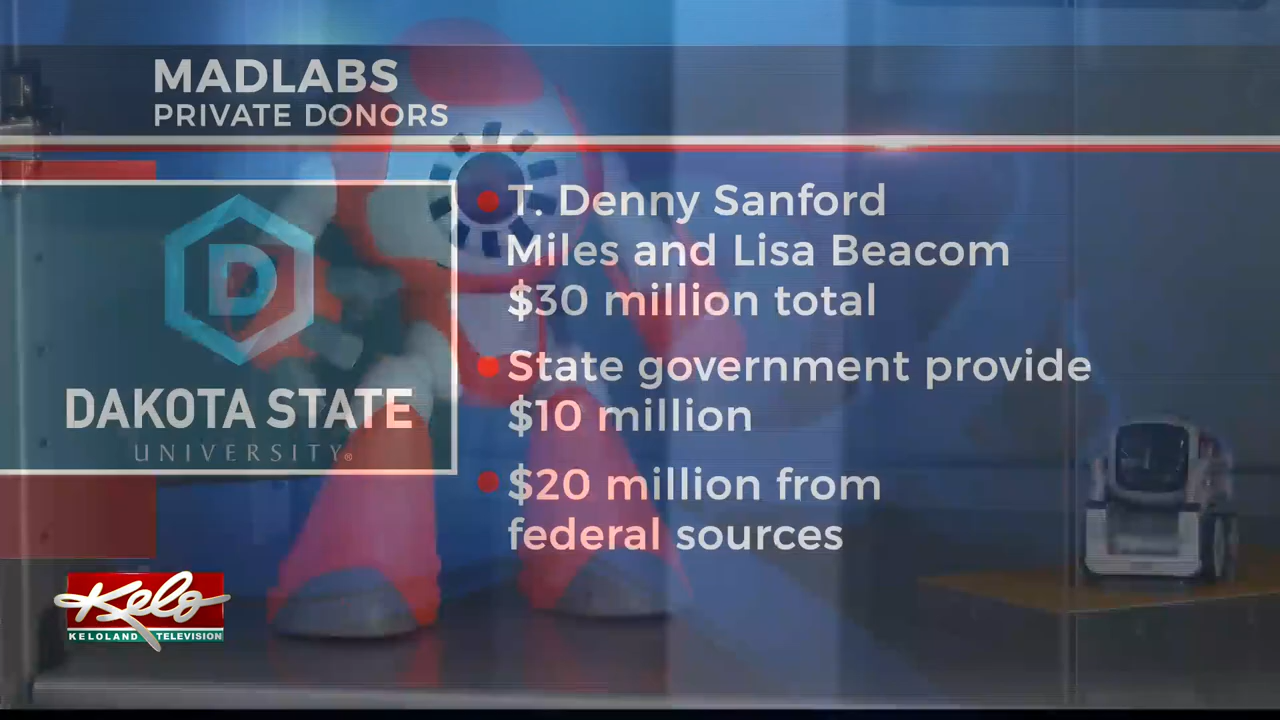 MADLABS
PRIVATE DONORS
T. Denny Sanford
Miles and Lisa Beacom
$30 million total
State government provide
$10 million
$20 million from
federal sources
D
DAKOTA STATE
UNIVERSITY®
Kelo
KELOLAND TELEVISION